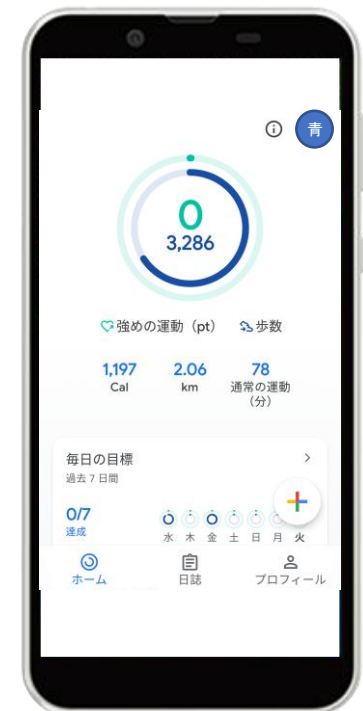 青
0
3,286
強めの運動（pt） 歩数
1,197 2.06 78
Cal km 通常の運動
（分）
毎日の目標
過去 7 日間
0/7
達成
水 木 金 土 日 月 火
ホーム 日誌 プロフィール